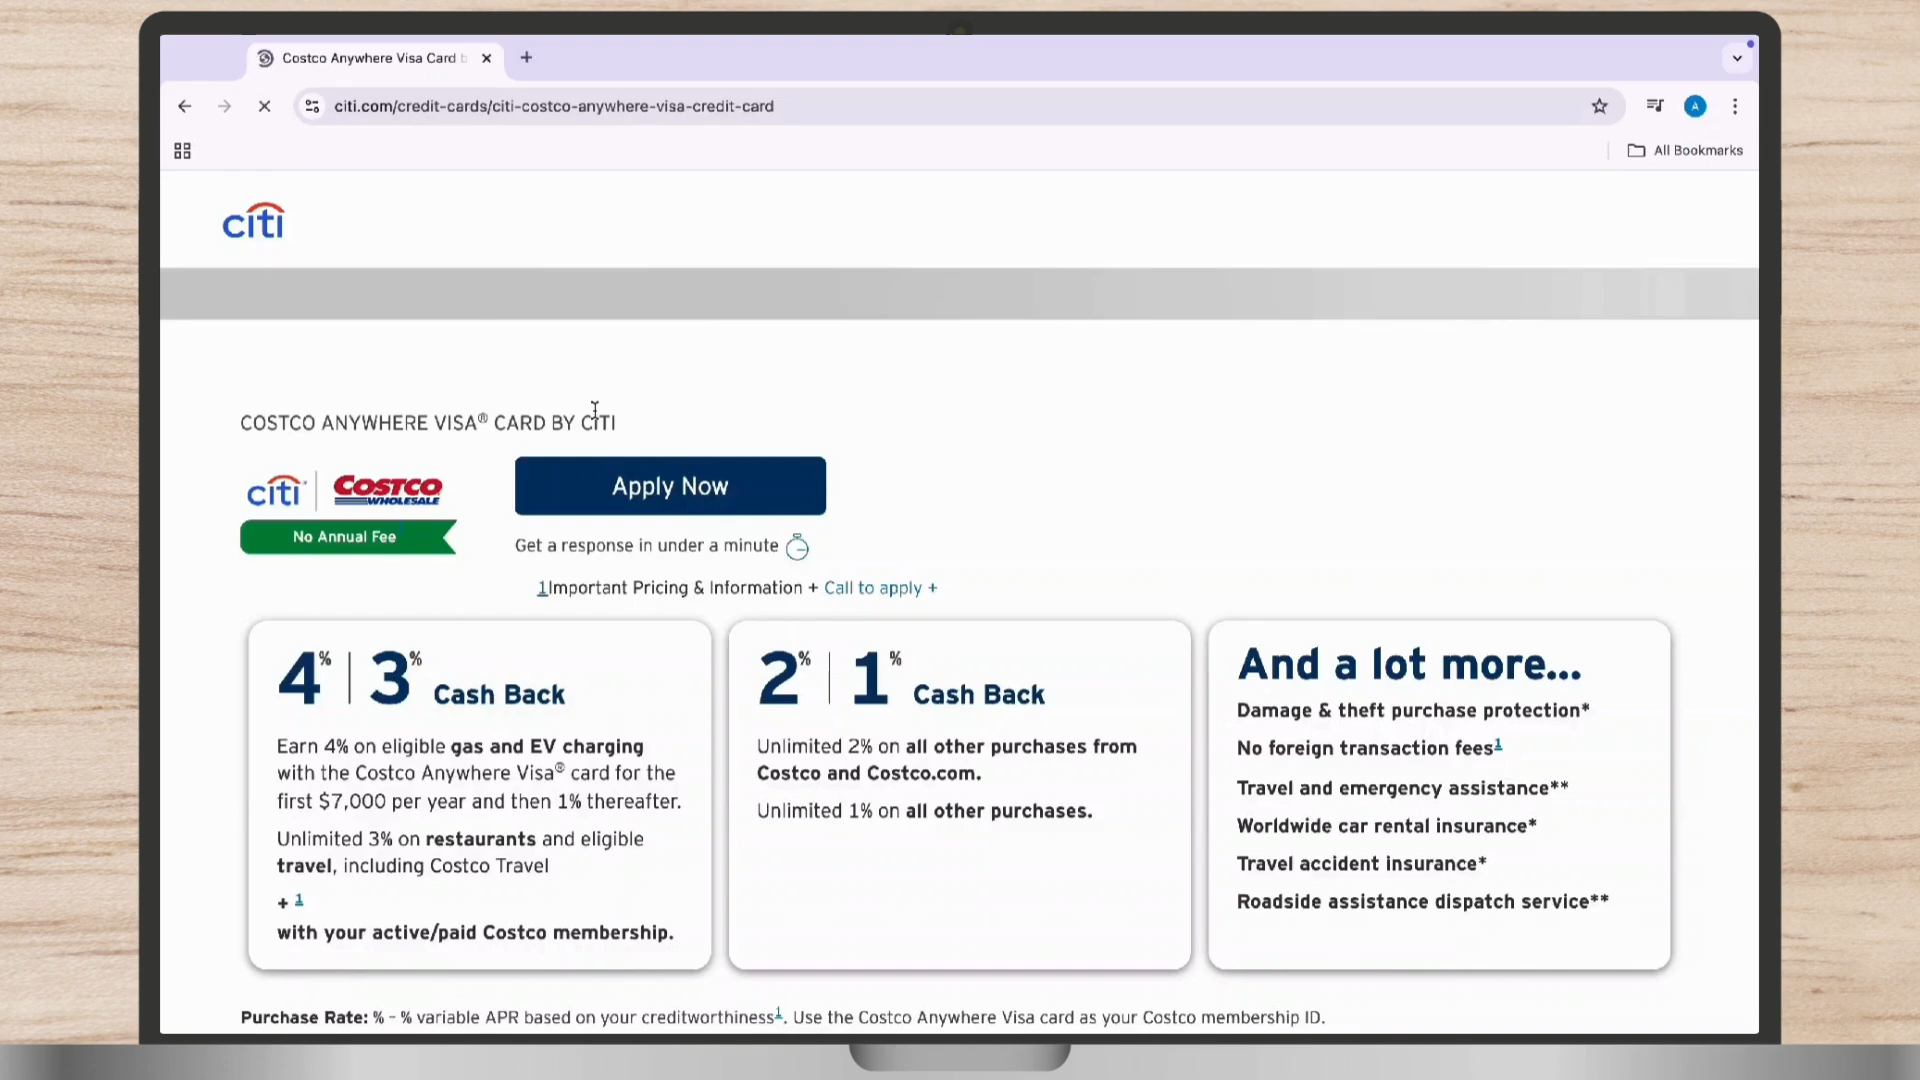 Costco Anywhere Visa Card b
citi.com/credit-cards/citi-costco-anywhere-visa-credit-card
A
All Bookmarks
citi
COSTCO ANYWHERE VISA® CARD BY CITI
citi COSTCO WHOLESALE
Apply Now
No Annual Fee
Get a response in under a minute
1Important Pricing & Information + Call to apply +
4% | 3% Cash Back
Earn 4% on eligible gas and EV charging
with the Costco Anywhere Visa® card for the
first $7,000 per year and then 1% thereafter.
Unlimited 3% on restaurants and eligible
travel, including Costco Travel
+ 1
with your active/paid Costco membership.
2% | 1% Cash Back
Unlimited 2% on all other purchases from
Costco and Costco.com.
Unlimited 1% on all other purchases.
And a lot more...
Damage & theft purchase protection*
No foreign transaction fees1
Travel and emergency assistance**
Worldwide car rental insurance*
Travel accident insurance*
Roadside assistance dispatch service**
Purchase Rate: % - % variable APR based on your creditworthiness1. Use the Costco Anywhere Visa card as your Costco membership ID.